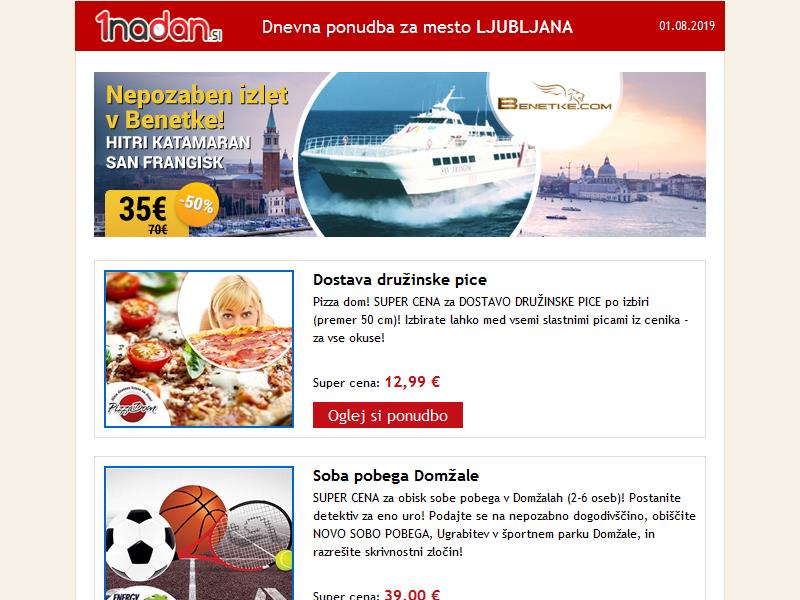 1nadan.si
Dnevna ponudba za mesto LJUBLJANA
01.08.2019
Nepozaben izlet
v Benetke!
HITRI KATAMARAN
SAN FRANGISK
35€
-50%
70€
SAN FRANGISK
BENETKE.COM
Dostava družinske pice
Pizza dom! SUPER CENA za DOSTAVO DRUŽINSKE PICE po izbiri
(premer 50 cm)! Izbirate lahko med vsemi slastnimi picami iz cenika -
za vse okuse!
Super cena: 12,99 €
Oglej si ponudbo
PizzaDom
Soba pobega Domžale
SUPER CENA za obisk sobe pobega v Domžalah (2-6 oseb)! Postanite
detektiv za eno uro! Podajte se na nepozabno dogodivščino, obiščite
NOVO SOBO POBEGA, Ugrabitev v športnem parku Domžale, in
razrešite skrivnostni zločin!
Super cena: 39,00 €
ENERGY